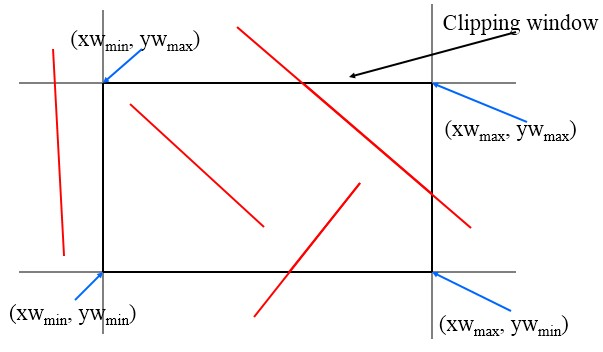 Clipping window
(xwmin, ywmax)
(xwmax, ywmax)
(xwmin, ywmin)
(xwmax, ywmin)